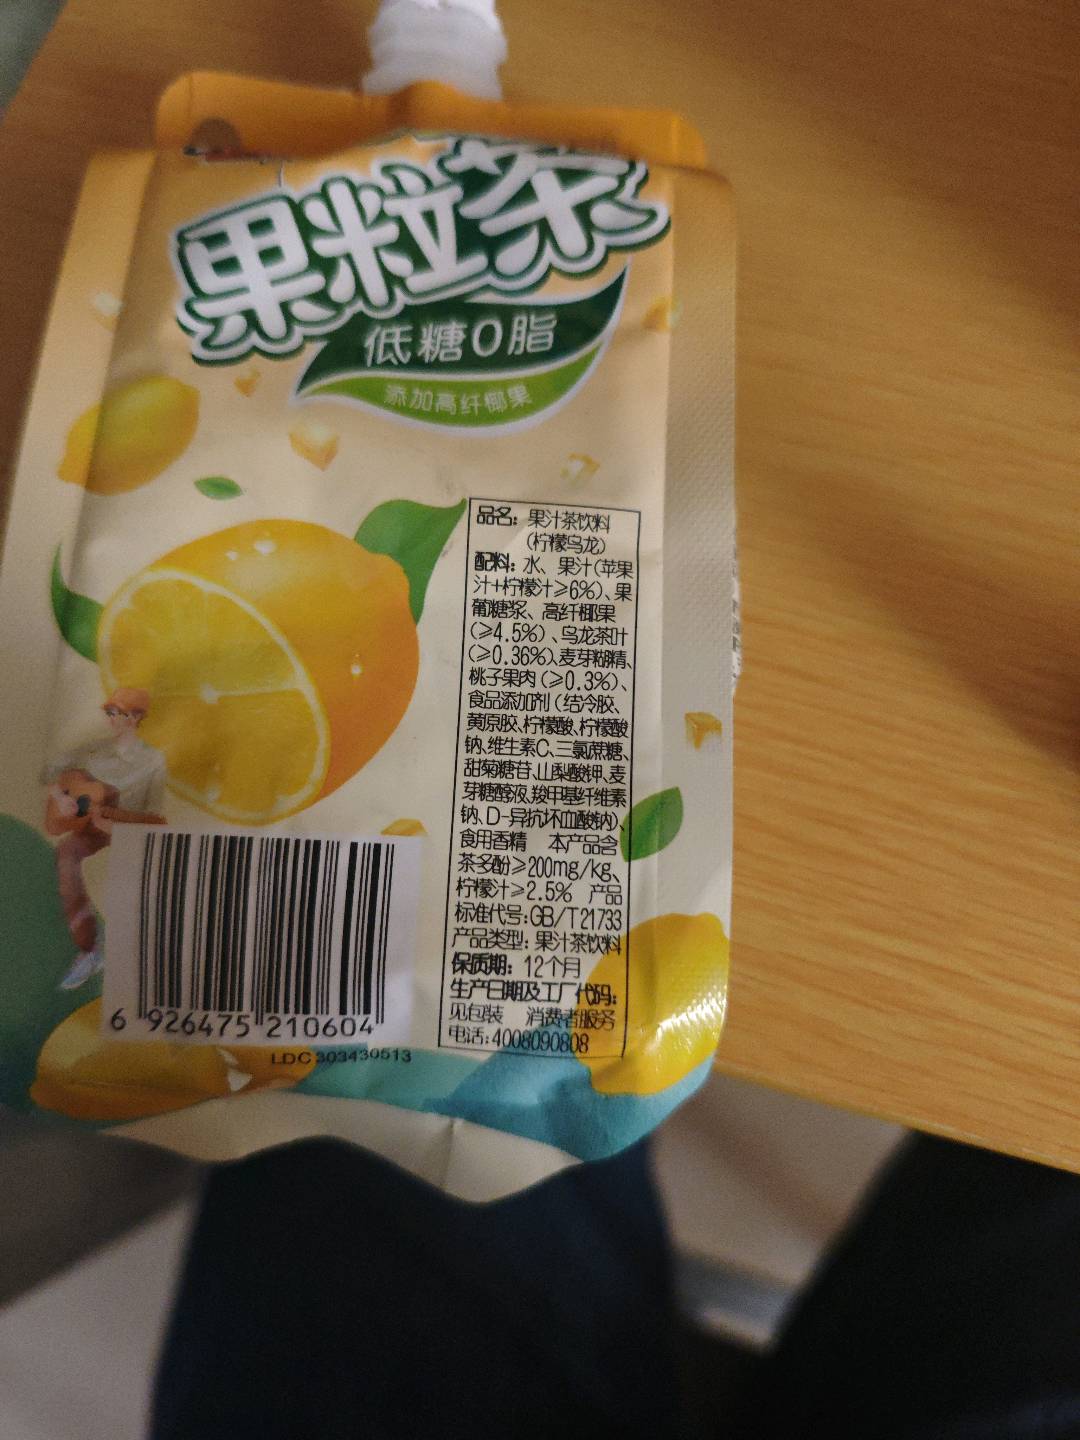 果粒茶
低糖0脂
添加高纤椰果
品名：果汁茶饮料
（柠檬乌龙）
配料：水、果汁（苹果
汁+柠檬汁≥6%）、果
葡糖浆、高纤椰果
（≥4.5%）、乌龙茶叶
（≥0.36%）、麦芽糊精、
桃子果肉（≥0.3%）、
食品添加剂（结冷胶、
黄原胶、柠檬酸、柠檬酸
钠、维生素C、三氯蔗糖、
甜菊糖苷、山梨酸钾、麦
芽糖醇液、羧甲基纤维素
钠、D-异抗坏血酸钠）、
食用香精 本产品含
茶多酚≥200mg/kg、
柠檬汁≥2.5% 产品
标准代号：GB/T21733
产品类型：果汁茶饮料
保质期：12个月
生产日期及工厂代码：
见包装 消费者服务
电话：4008090808
6 926475 210604
LDC303430513